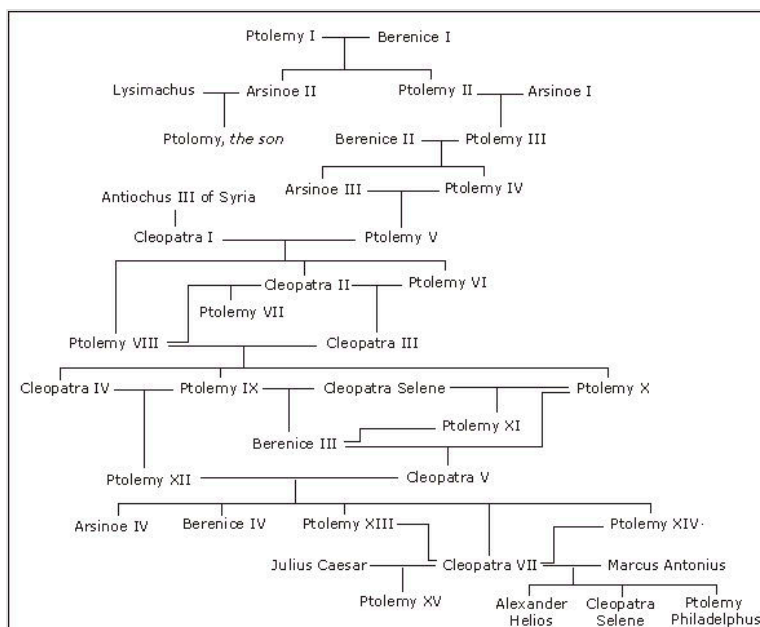 Ptolemy I Berenice I
Lysimachus Arsinoe II Ptolemy II Arsinoe I
Ptolomy, the son Berenice II Ptolemy III
Arsinoe III Ptolemy IV
Antiochus III of Syria
Cleopatra I Ptolemy V
Cleopatra II Ptolemy VI
Ptolemy VII
Ptolemy VIII Cleopatra III
Cleopatra IV Ptolemy IX Cleopatra Selene Ptolemy X
Ptolemy XI
Berenice III
Ptolemy XII Cleopatra V
Arsinoe IV Berenice IV Ptolemy XIII Ptolemy XIV.
Julius Caesar Cleopatra VII Marcus Antonius
Ptolemy XV
Alexander Helios
Cleopatra Selene
Ptolemy Philadelphus